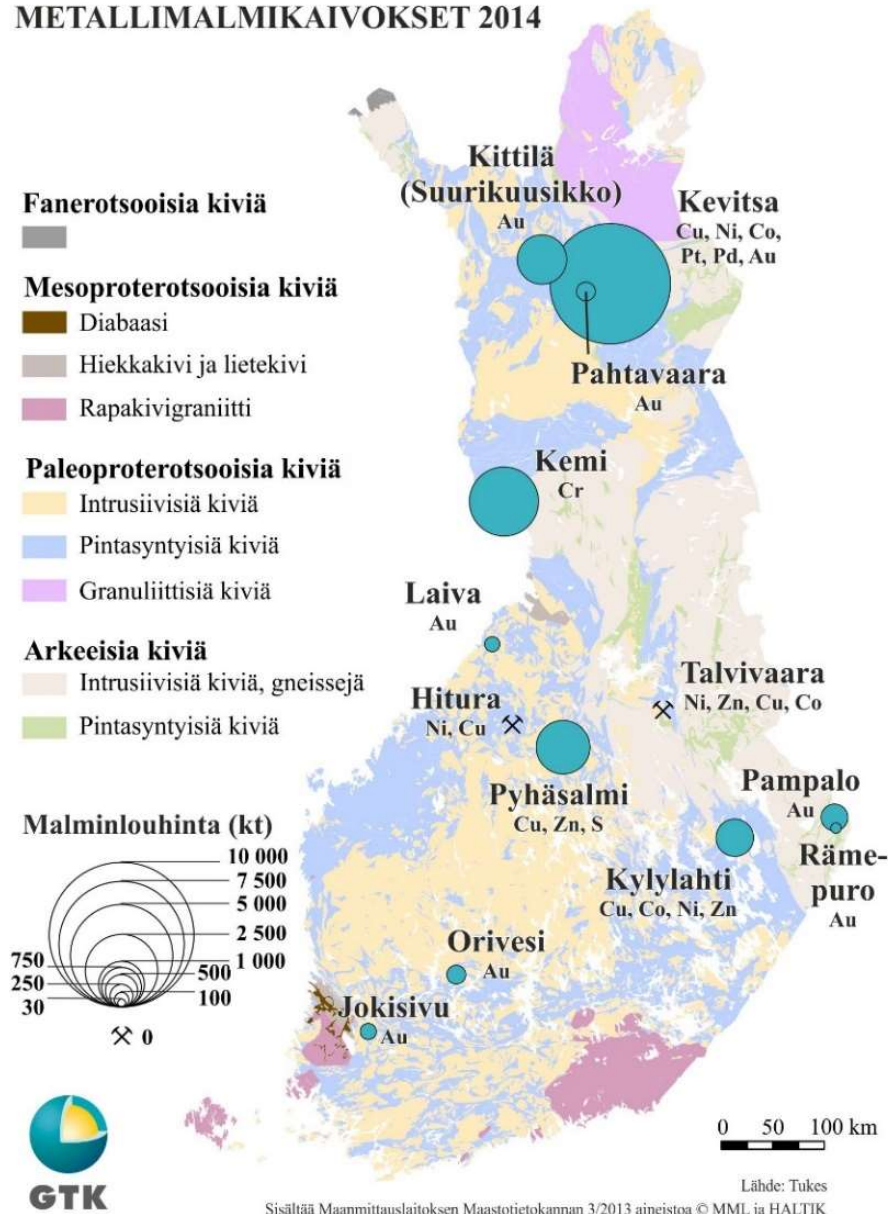 METALLIMALMIKAIVOKSET 2014
Fanerotsooisia kiviä
Mesoproterotsooisia kiviä
Diabaasi
Hiekkakivi ja lietekivi
Rapakivigraniitti
Paleoproterotsooisia kiviä
Intrusiivisiä kiviä
Pintasyntyisiä kiviä
Granuliittisiä kiviä
Arkeeisia kiviä
Intrusiivisiä kiviä, gneissejä
Pintasyntyisiä kiviä
Malminlouhinta (kt)
10 000
7 500
5 000
2 500
1 000
750
500
250
100
30
0
Kittilä
(Suurikuusikko)
Au
Kevitsa
Cu, Ni, Co,
Pt, Pd, Au
Pahtavaara
Au
Kemi
Cr
Laiva
Au
Hitura
Ni, Cu
Talvivaara
Ni, Zn, Cu, Co
Pyhäsalmi
Cu, Zn, S
Pampalo
Au
Räme-
puro
Au
Kylylahti
Cu, Co, Ni, Zn
Orivesi
Au
Jokisivu
Au
0 50 100 km
GTK
Lähde: Tukes
Sisältää Maanmittauslaitoksen Maastotietokannan 3/2013 aineistoa © MML ja HALTIK